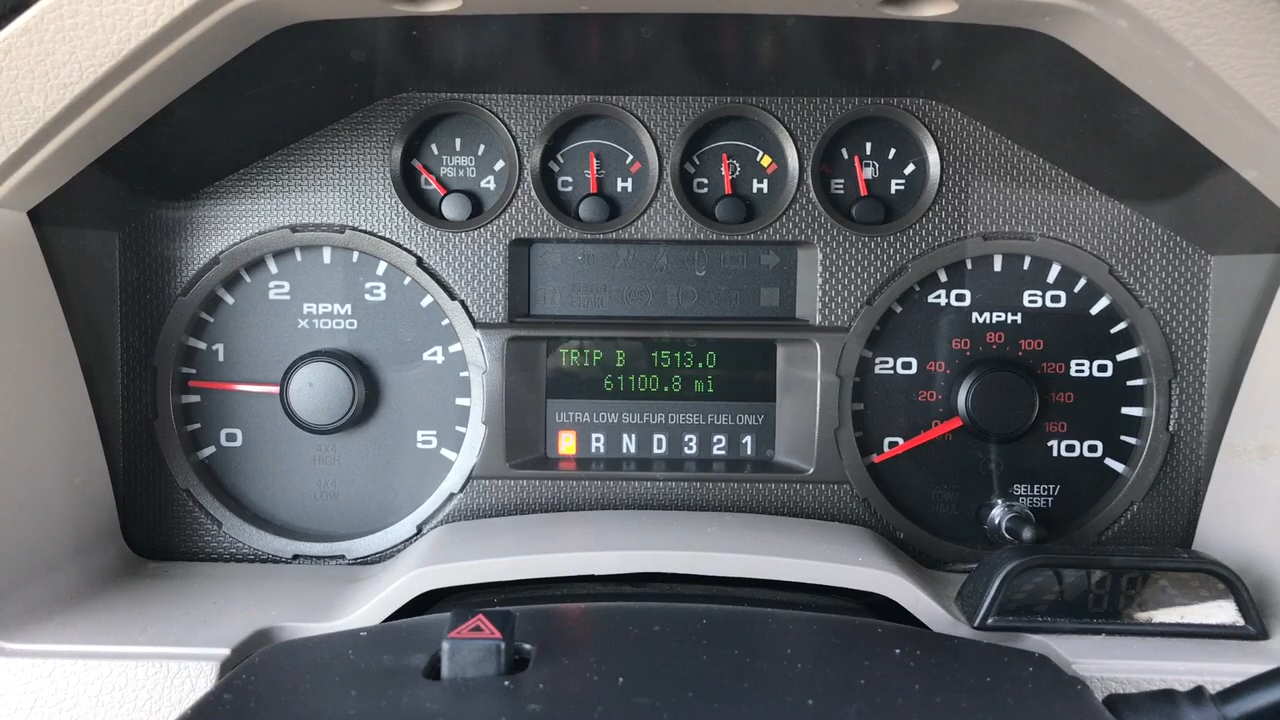 TURBO
PSI x 10
0 4
C H
C H
E F
RPM
X1000
0 1 2 3 4 5
4X4
HIGH
4X4
LOW
TRIP B 1513.0
61100.8 mi
ULTRA LOW SULFUR DIESEL FUEL ONLY
P R N D 3 2 1
MPH
0 20 40 60 80 100
20 40 60 80 100 120 140 160
SELECT/
RESET